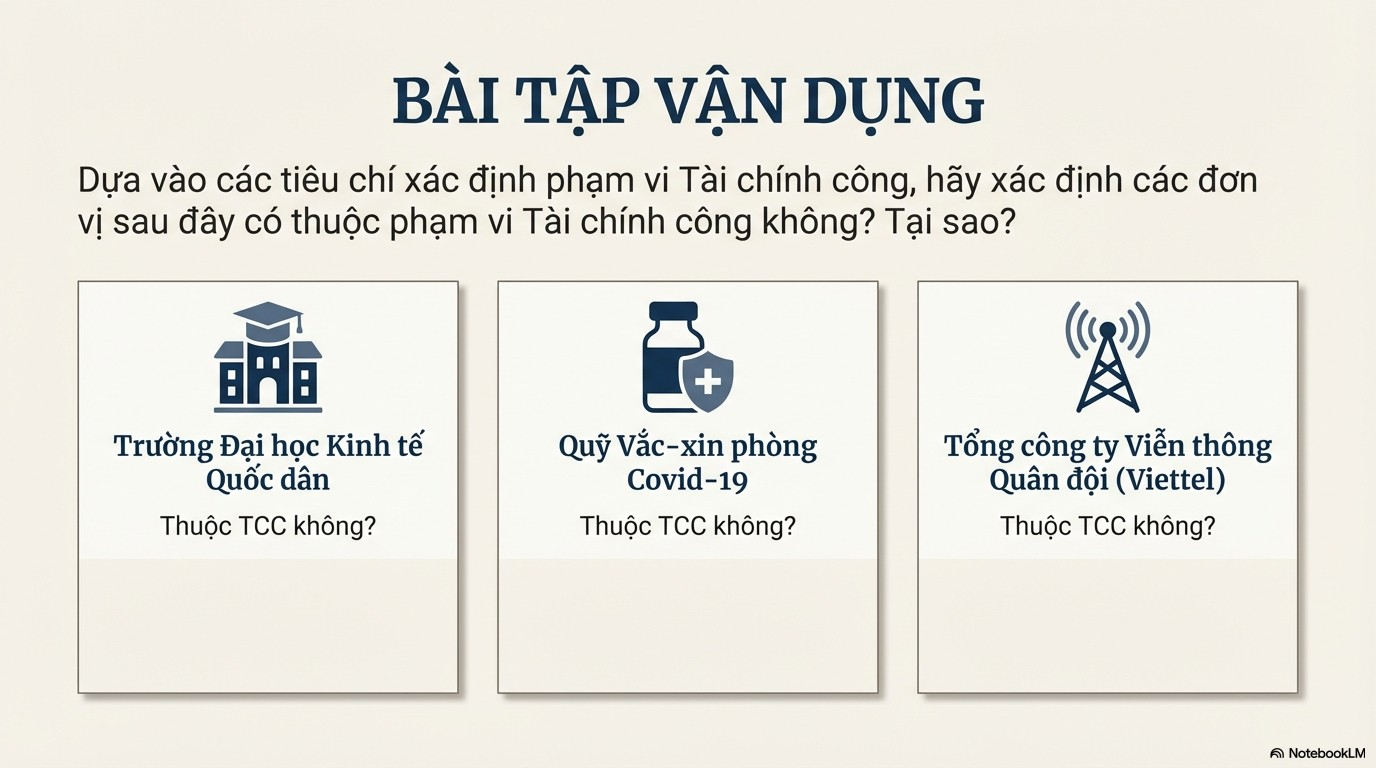 BÀI TẬP VẬN DỤNG
Dựa vào các tiêu chí xác định phạm vi Tài chính công, hãy xác định các đơn
vị sau đây có thuộc phạm vi Tài chính công không? Tại sao?
Trường Đại học Kinh tế
Quốc dân
Thuộc TCC không?
Quỹ Vắc-xin phòng
Covid-19
Thuộc TCC không?
Tổng công ty Viễn thông
Quân đội (Viettel)
Thuộc TCC không?
NotebookLM